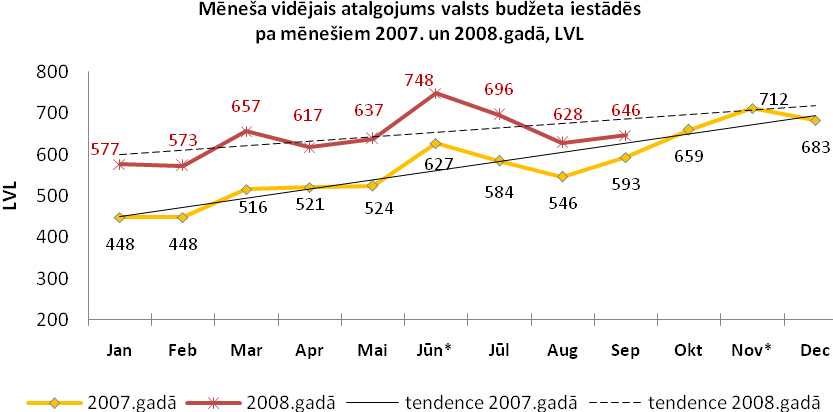 Mēneša vidējais atalgojums valsts budžeta iestādēs
pa mēnešiem 2007. un 2008.gadā, LVL
800
700
600
500
400
300
200
LVL
577 573 657 617 637 748 696 628 646
448 448 516 521 524 627 584 546 593 659 712 683
Jan Feb Mar Apr Mai Jūn* Jūl Aug Sep Okt Nov* Dec
2007.gadā 2008.gadā tendence 2007.gadā tendence 2008.gadā